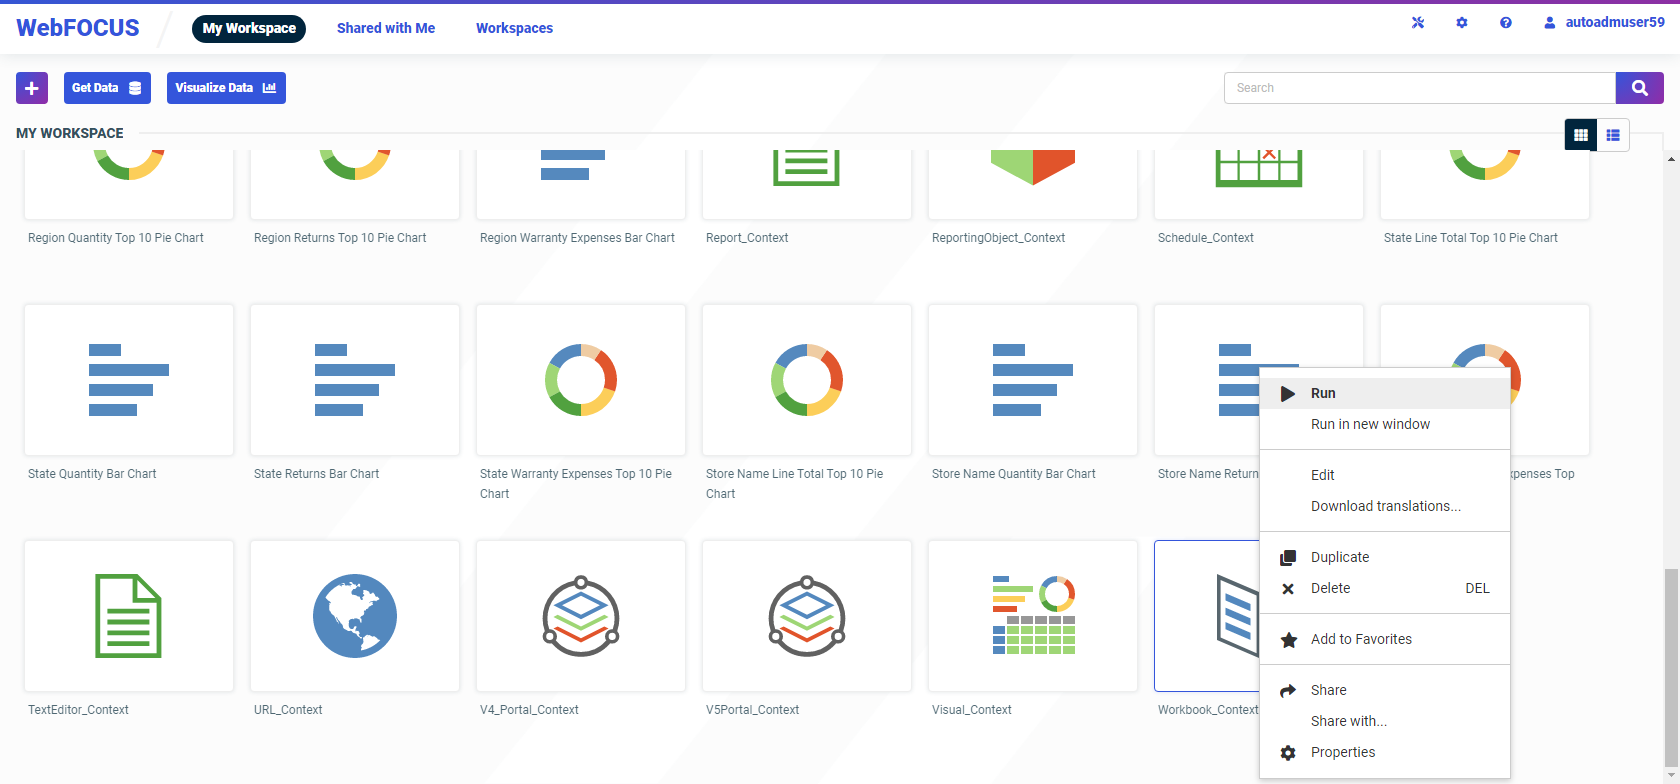 WebFOCUS
My Workspace
Shared with Me
Workspaces
autoadmuser59
Get Data
Visualize Data
Search
MY WORKSPACE
Region Quantity Top 10 Pie Chart
Region Returns Top 10 Pie Chart
Region Warranty Expenses Bar Chart
Report_Context
ReportingObject_Context
Schedule_Context
State Line Total Top 10 Pie Chart
State Quantity Bar Chart
State Returns Bar Chart
State Warranty Expenses Top 10 Pie
Chart
Store Name Line Total Top 10 Pie
Chart
Store Name Quantity Bar Chart
Store Name Return
Top
TextEditor_Context
URL_Context
V4_Portal_Context
V5Portal_Context
Visual_Context
Workbook_Context
Run
Run in new window
Edit
Download translations...
Duplicate
Delete DEL
Add to Favorites
Share
Share with...
Properties